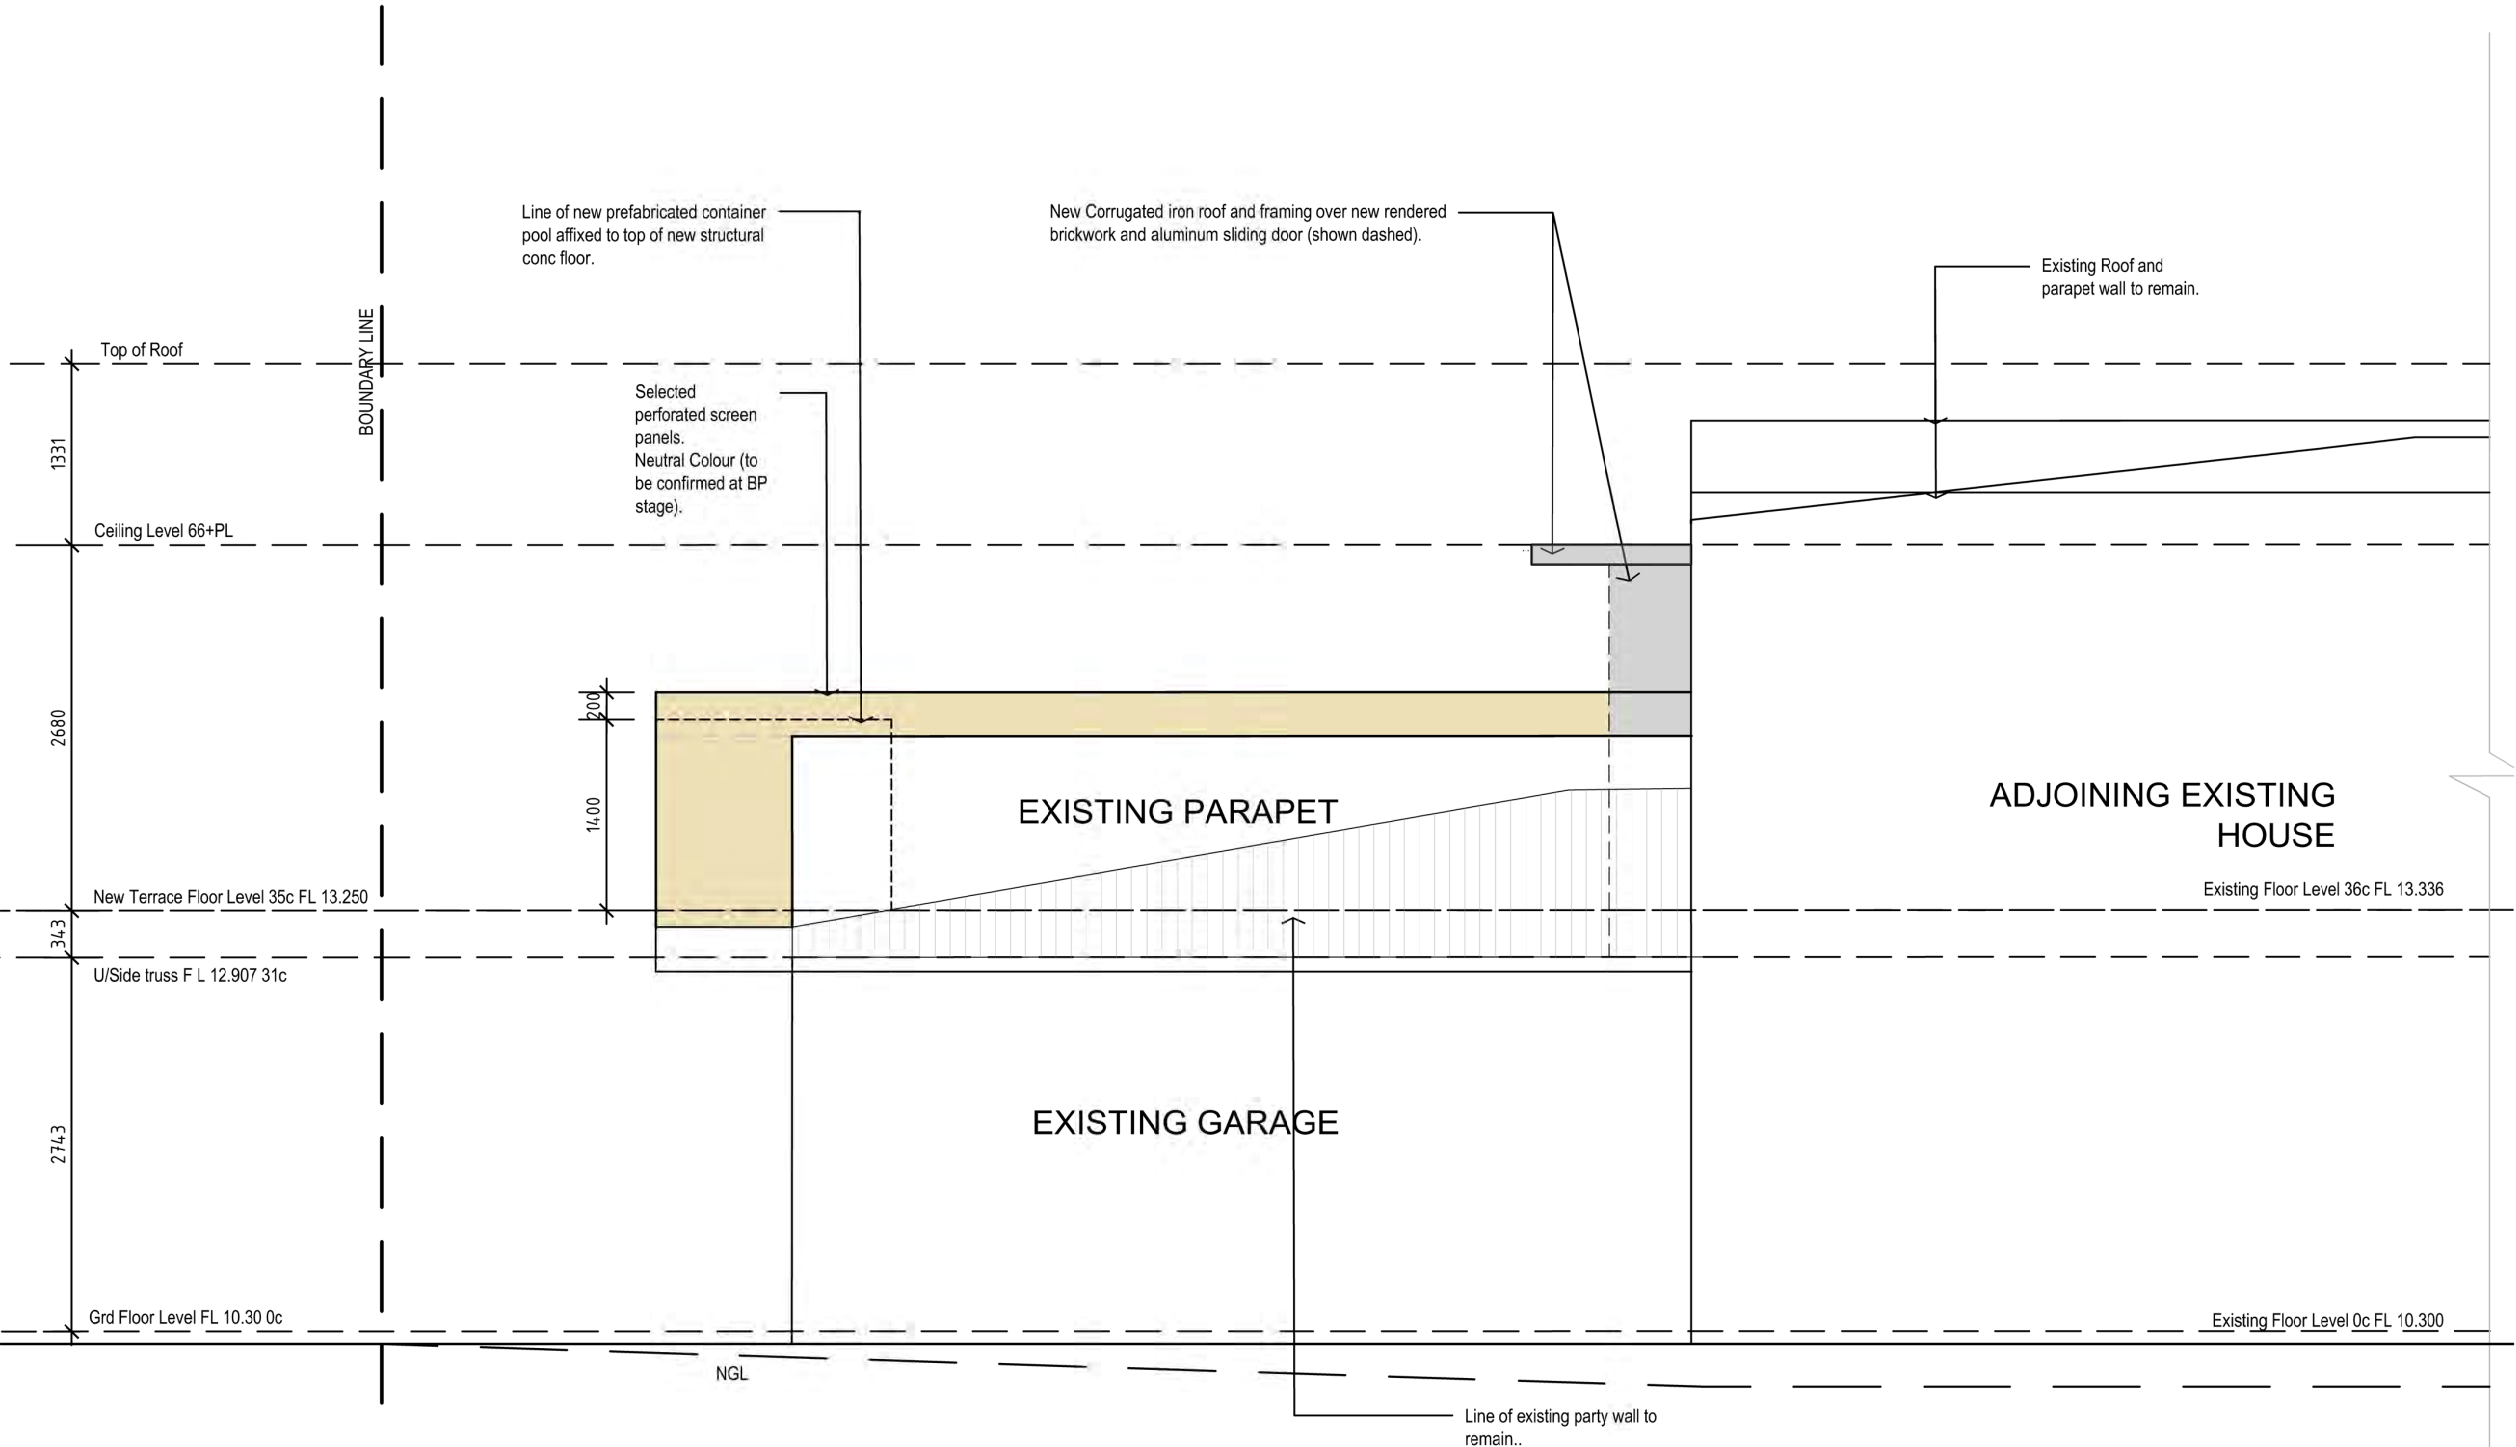 Line of new prefabricated container
pool affixed to top of new structural
conc floor.
New Corrugated iron roof and framing over new rendered
brickwork and aluminum sliding door (shown dashed).
Existing Roof and
parapet wall to remain.
BOUNDARY LINE
Top of Roof
Selected
perforated screen
panels.
Neutral Colour (to
be confirmed at BP
stage).
1331
Ceiling Level 66+PL
200
2680
1400
EXISTING PARAPET
ADJOINING EXISTING
HOUSE
New Terrace Floor Level 35c FL 13.250
Existing Floor Level 36c FL 13.336
343
U/Side truss F L 12.907 31c
EXISTING GARAGE
2743
Grd Floor Level FL 10.30 0c
Existing Floor Level 0c FL 10.300
NGL
Line of existing party wall to
remain..